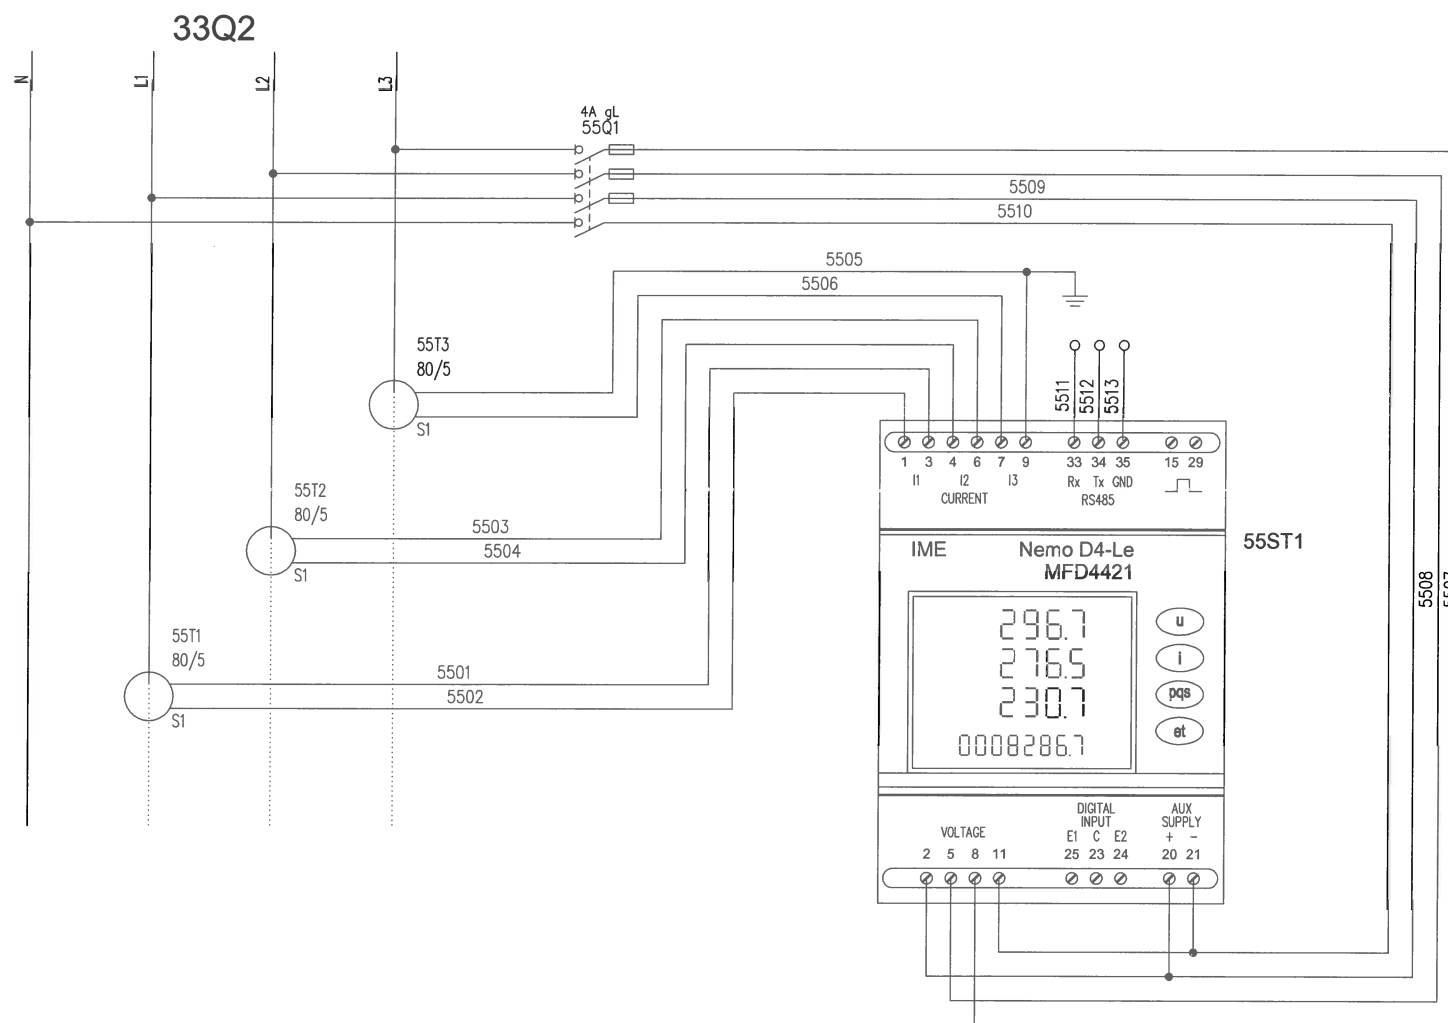 33Q2
N
L1
L2
L3
4A gL
55Q1
5509
5510
5505
5506
55T3
80/5
S1
5511
5512
5513
1 3 4 6 7 9 33 34 35 15 29
I1 I2 I3 Rx Tx GND
CURRENT RS485
55T2
80/5
S1
5503
5504
IME Nemo D4-Le
MFD4421
55ST1
296.7
276.5
230.7
0008286.7
u
i
pqs
et
5508
55T1
80/5
S1
5501
5502
VOLTAGE
DIGITAL
INPUT
E1 C E2
AUX
SUPPLY
+ −
2 5 8 11 25 23 24 20 21